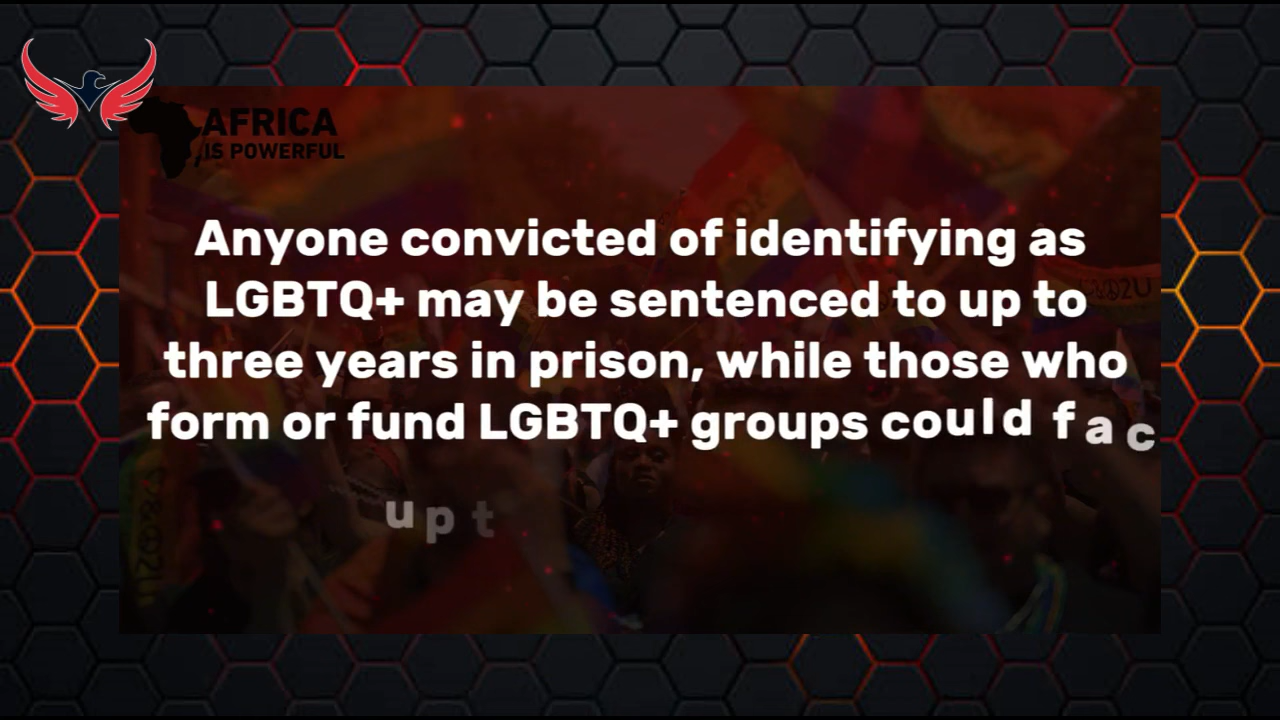 AFRICA
IS POWERFUL
Anyone convicted of identifying as
LGBTQ+ may be sentenced to up to
three years in prison, while those who
form or fund LGBTQ+ groups could fac
up t